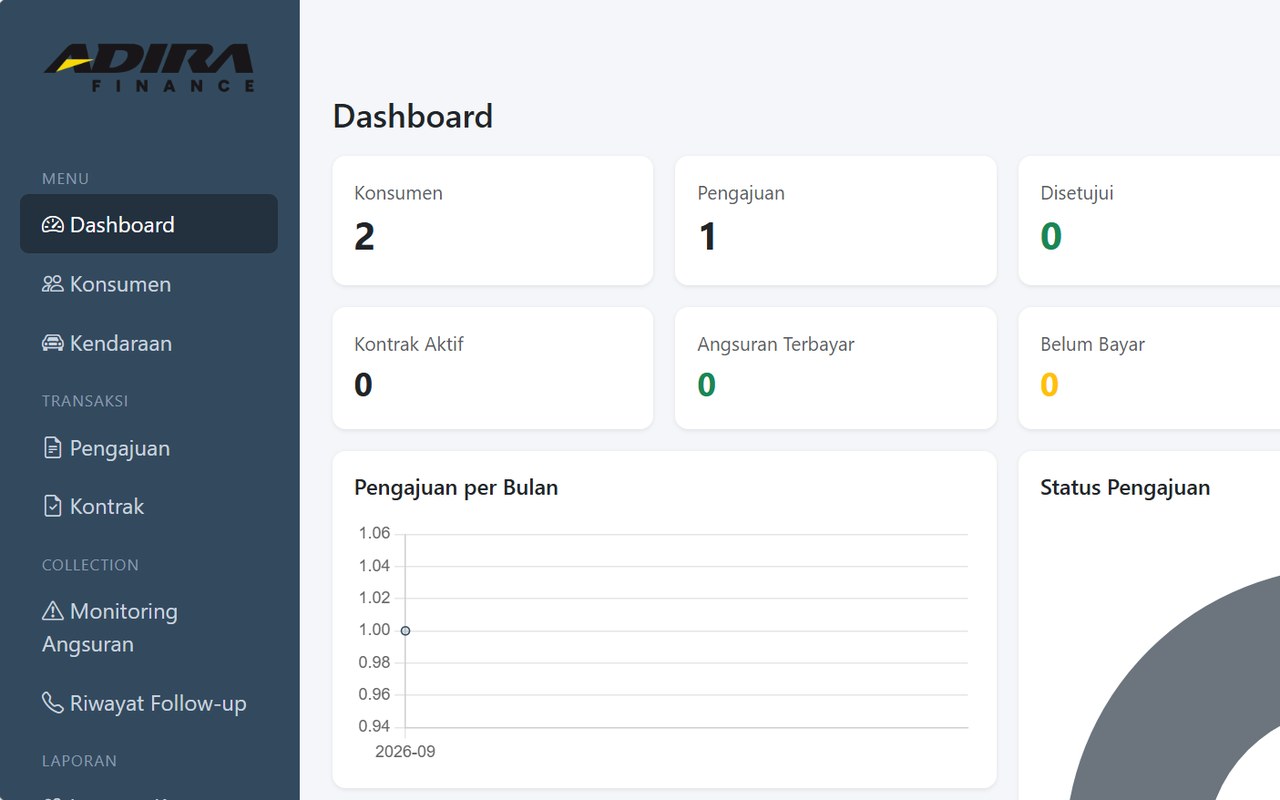 ADIRA
FINANCE
MENU
Dashboard
Konsumen
Kendaraan
TRANSAKSI
Pengajuan
Kontrak
COLLECTION
Monitoring
Angsuran
Riwayat Follow-up
LAPORAN
Dashboard
Konsumen
2
Pengajuan
1
Disetujui
0
Kontrak Aktif
0
Angsuran Terbayar
0
Belum Bayar
0
Pengajuan per Bulan
1.06
1.04
1.02
1.00
0.98
0.96
0.94
2026-09
Status Pengajuan